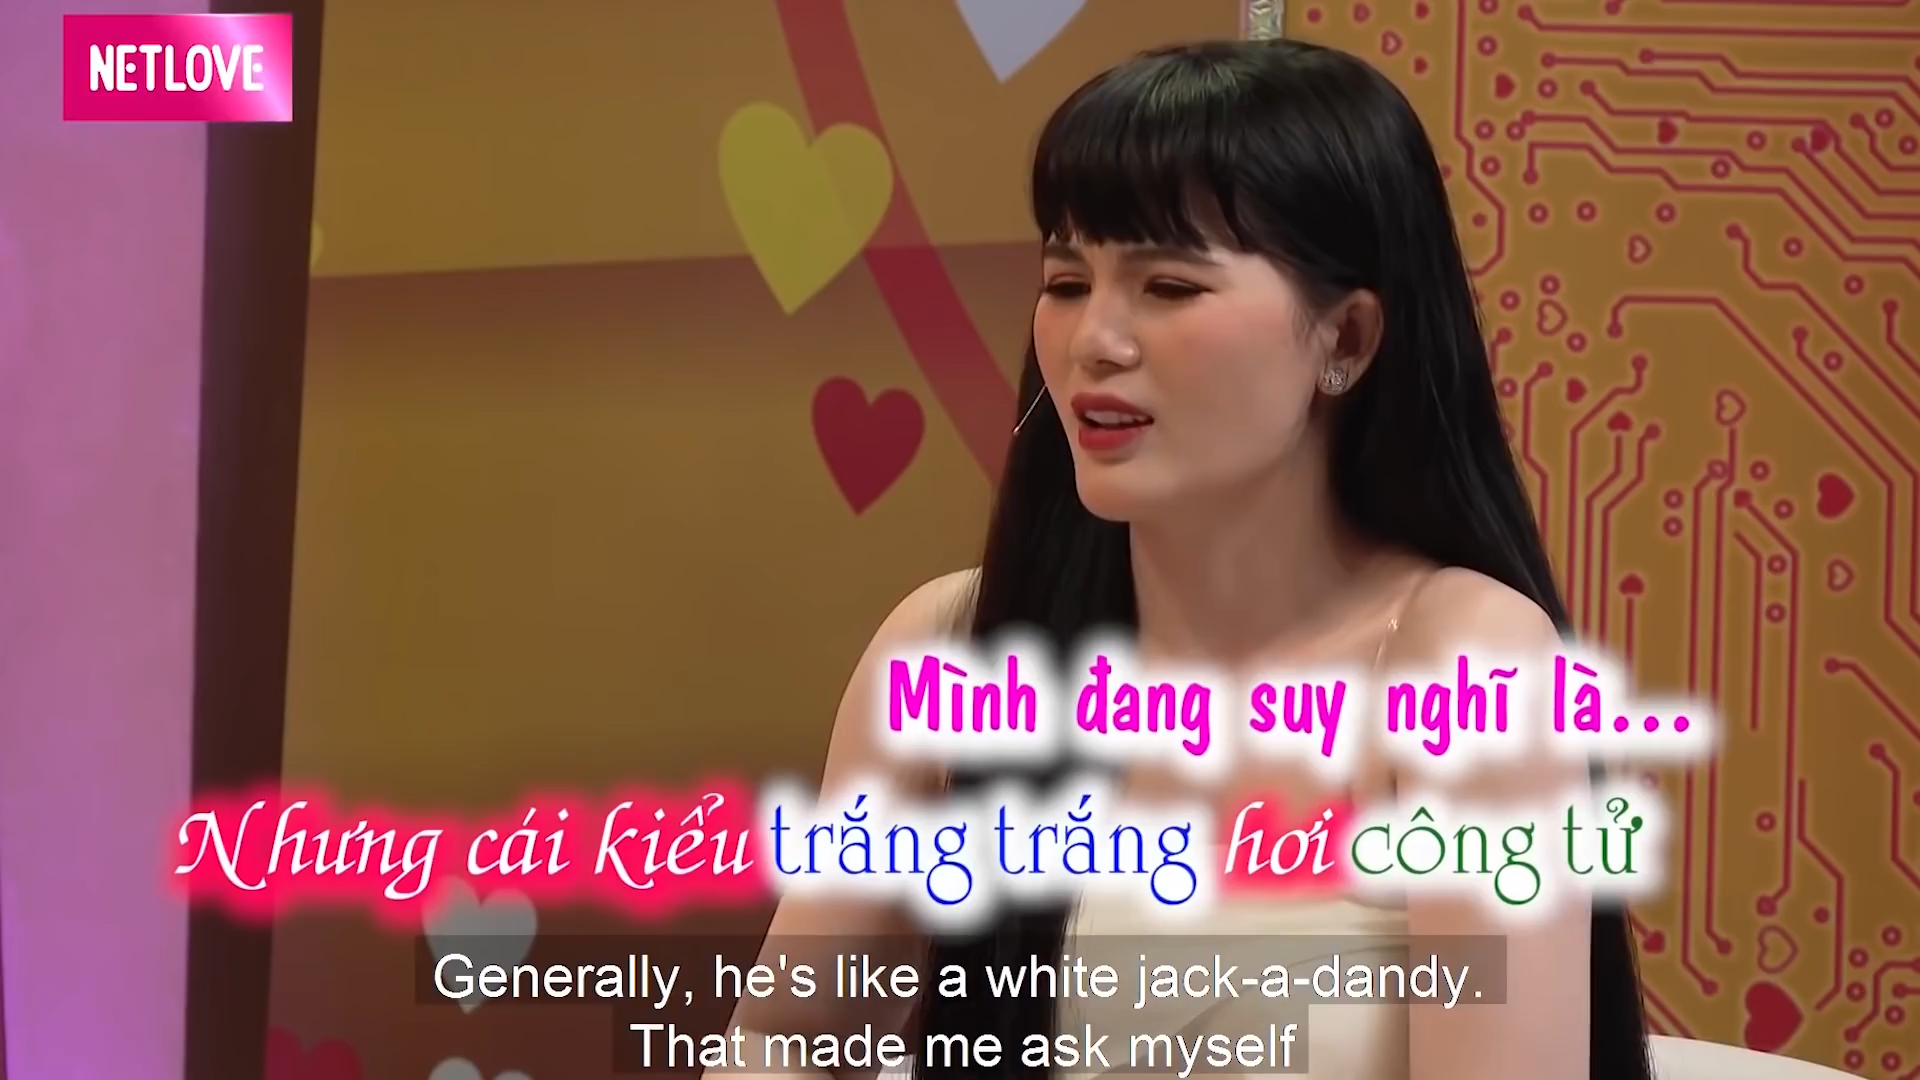 NETLOVE
Mình đang suy nghĩ là...
Nhưng cái kiểu trắng trắng hơi công tử
Generally, he's like a white jack-a-dandy.
That made me ask myself